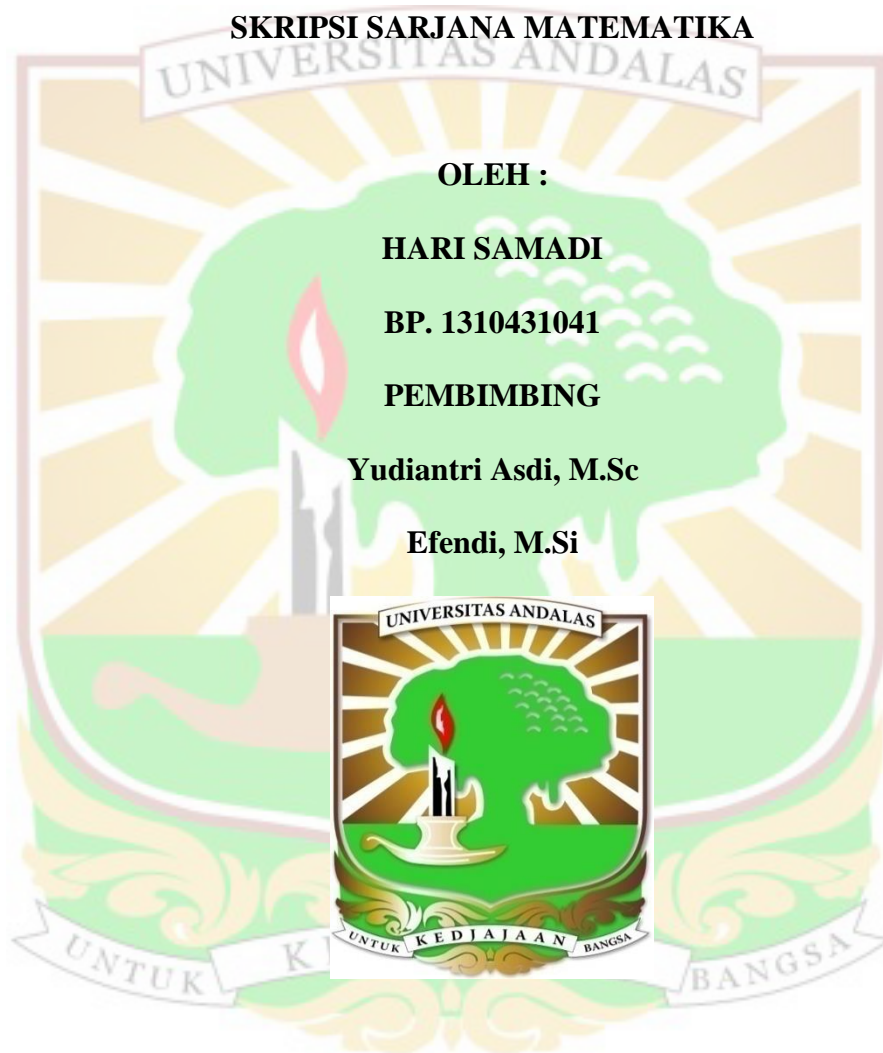 SKRIPSI SARJANA MATEMATIKA
UNIVERSITAS ANDALAS
OLEH :
HARI SAMADI
BP. 1310431041
PEMBIMBING
Yudiantri Asdi, M.Sc
Efendi, M.Si
UNIVERSITAS ANDALAS
UNTUK KEDJAJAAN BANGSA
UNTUK K BANGSA